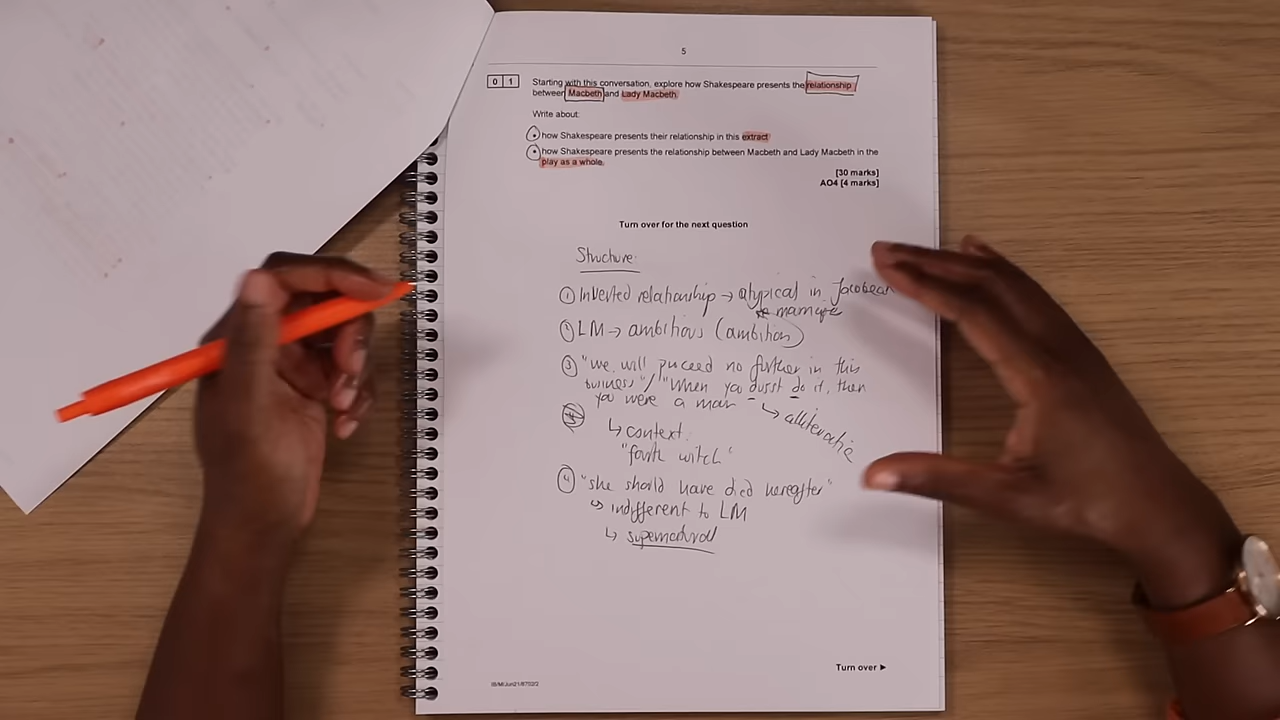 5
0 1 Starting with this conversation, explore how Shakespeare presents the relationship
between Macbeth and Lady Macbeth.
Write about:
• how Shakespeare presents their relationship in this extract
• how Shakespeare presents the relationship between Macbeth and Lady Macbeth in the
play as a whole.
[30 marks]
AO4 [4 marks]
Turn over for the next question
Structure:
① Inverted relationship → atypical in Jacobean
marriage
② LM → ambitious (ambition)
③ "we will proceed no further in this
business" / "When you durst do it, then
you were a man
↳ alliteration
↳ context
"fourth witch"
④ "she should have died hereafter"
↳ indifferent to LM
↳ supernatural
Turn over ►
IB/M/Jun21/8702/2